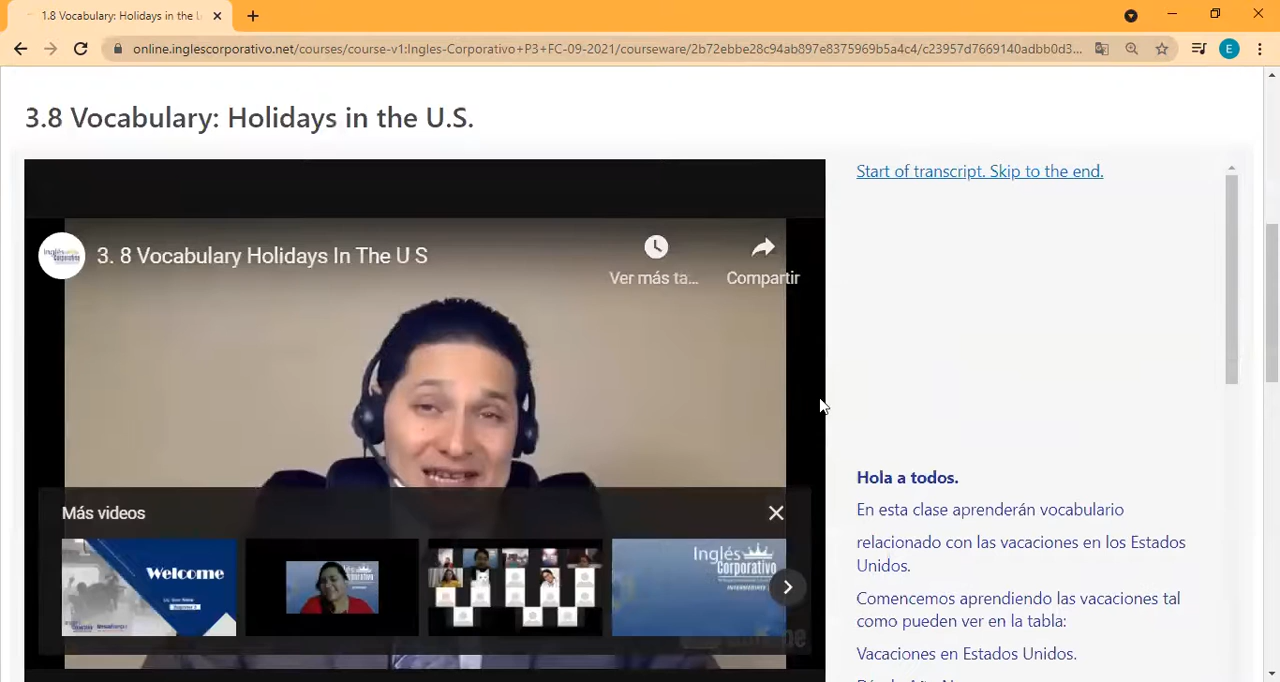 1.8 Vocabulary: Holidays in the
online.inglescorporativo.net/courses/course-v1:Ingles-Corporativo+P3+FC-09-2021/courseware/2b72ebbe28c94ab897e8375969b5a4c4/c23957d7669140adbb0d3...
E
3.8 Vocabulary: Holidays in the U.S.
Start of transcript. Skip to the end.
3. 8 Vocabulary Holidays In The U S
Ver más ta...
Compartir
Hola a todos.
En esta clase aprenderán vocabulario
relacionado con las vacaciones en los Estados
Unidos.
Comencemos aprendiendo las vacaciones tal
como pueden ver en la tabla:
Vacaciones en Estados Unidos.
Más videos
Welcome
Inglés
Corporativo